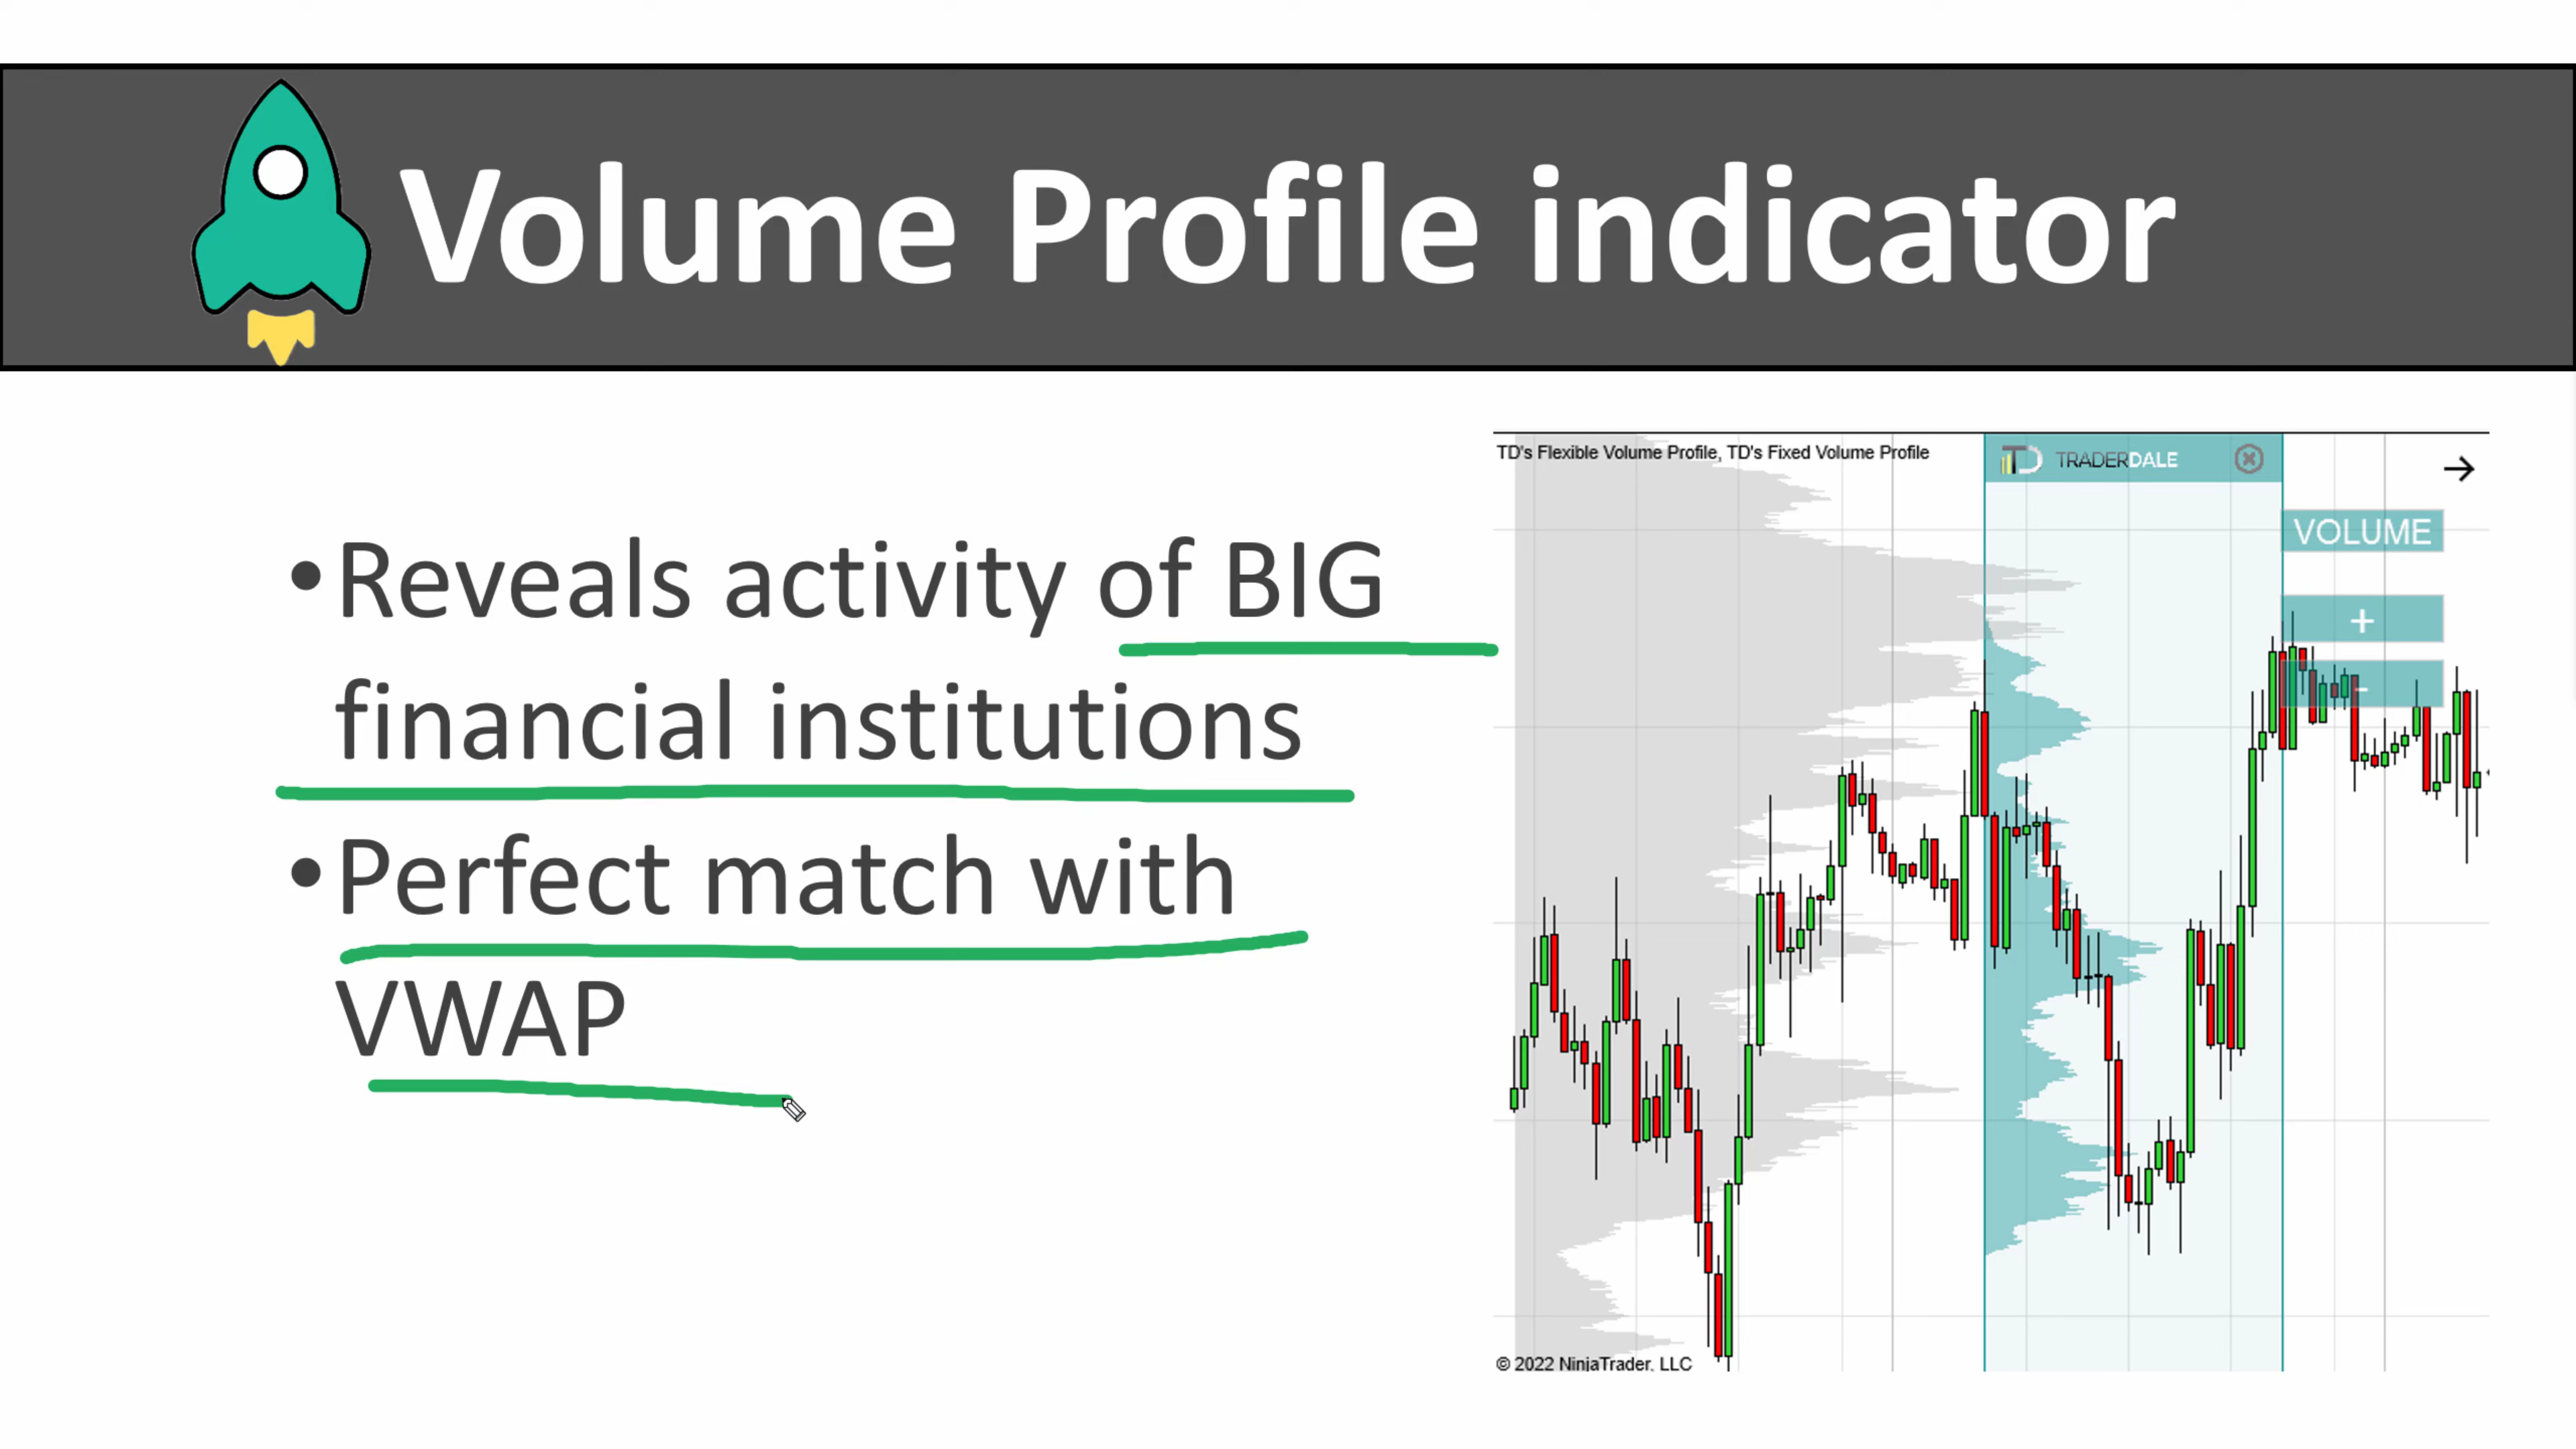 Volume Profile indicator
•Reveals activity of BIG
financial institutions
•Perfect match with
VWAP
TD's Flexible Volume Profile, TD's Fixed Volume Profile
TD TRADERDALE
VOLUME
+
-
© 2022 NinjaTrader, LLC